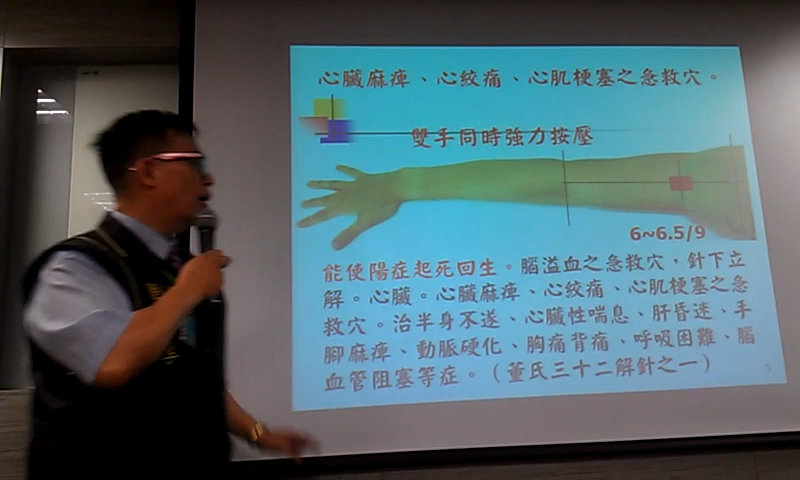 心臟麻痺、心絞痛、心肌梗塞之急救穴。
雙手同時強力按壓
6~6.5/9
能使陽症起死回生。腦溢血之急救穴，針下立
解。心臟。心臟麻痺、心絞痛、心肌梗塞之急
救穴。治半身不遂、心臟性喘息、肝昏迷、手
腳麻痺、動脈硬化、胸痛背痛、呼吸困難、腦
血管阻塞等症。（董氏三十二解針之一）
5